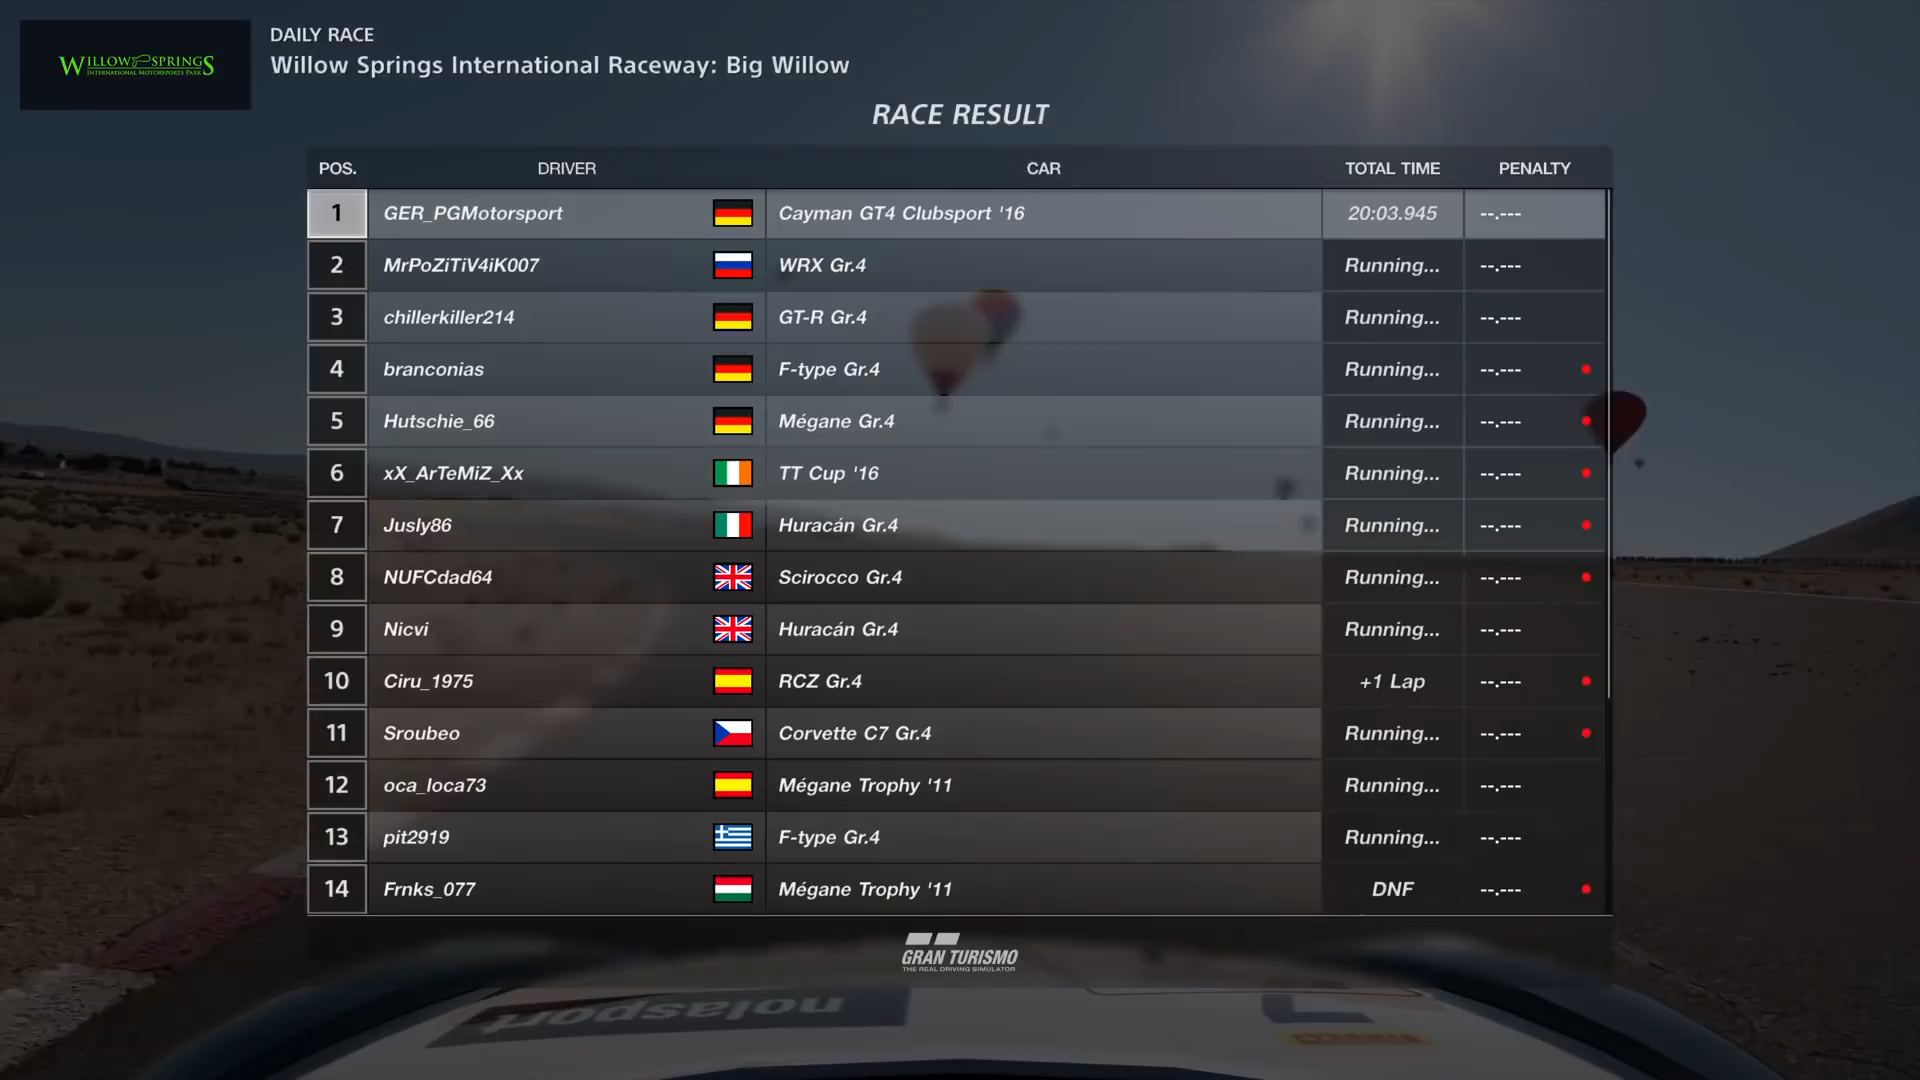 WILLOW SPRINGS
INTERNATIONAL MOTORSPORTS PARK
DAILY RACE
Willow Springs International Raceway: Big Willow
RACE RESULT
POS. DRIVER CAR TOTAL TIME PENALTY
1 GER_PGMotorsport Cayman GT4 Clubsport '16 20:03.945 --.---
2 MrPoZiTiV4iK007 WRX Gr.4 Running... --.---
3 chillerkiller214 GT-R Gr.4 Running... --.---
4 branconias F-type Gr.4 Running... --.---
5 Hutschie_66 Mégane Gr.4 Running... --.---
6 xX_ArTeMiZ_Xx TT Cup '16 Running... --.---
7 Jusly86 Huracán Gr.4 Running... --.---
8 NUFCdad64 Scirocco Gr.4 Running... --.---
9 Nicvi Huracán Gr.4 Running... --.---
10 Ciru_1975 RCZ Gr.4 +1 Lap --.---
11 Sroubeo Corvette C7 Gr.4 Running... --.---
12 oca_loca73 Mégane Trophy '11 Running... --.---
13 pit2919 F-type Gr.4 Running... --.---
14 Frnks_077 Mégane Trophy '11 DNF --.---
GRAN TURISMO
THE REAL DRIVING SIMULATOR
nolasport